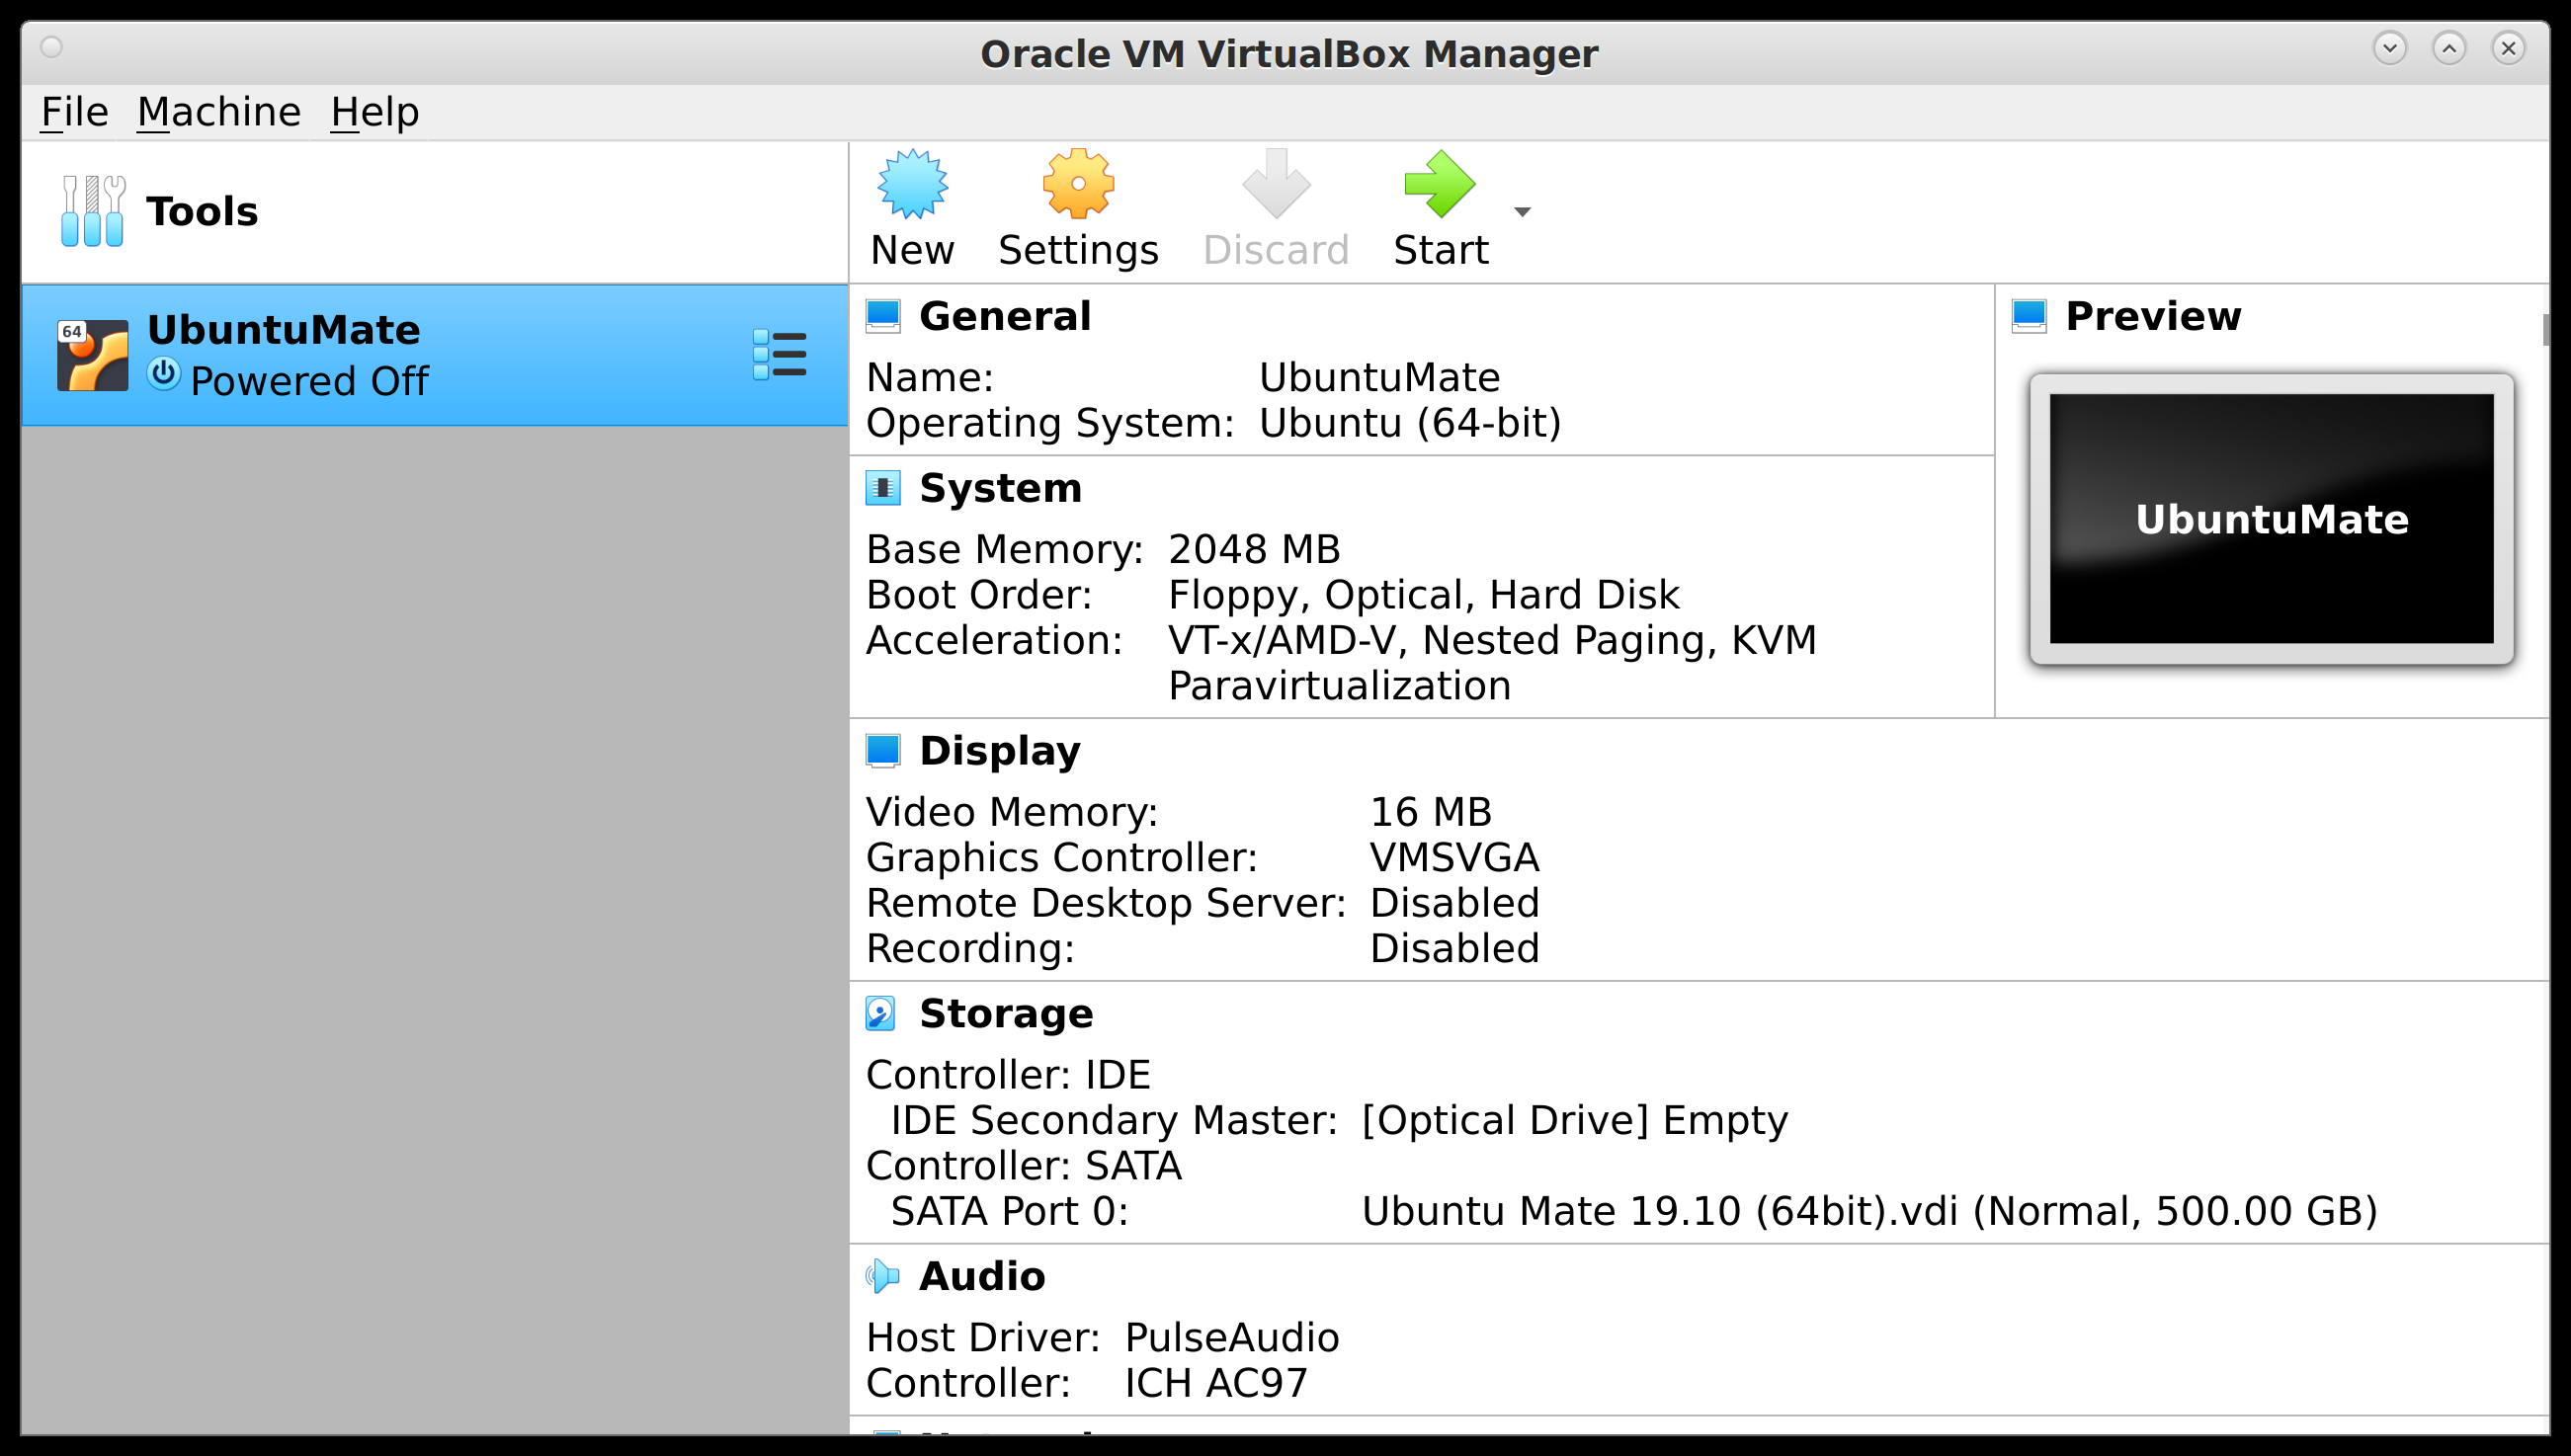 Oracle VM VirtualBox Manager
File Machine Help
Tools
New Settings Discard Start
64
UbuntuMate
Powered Off
General
Name: UbuntuMate
Operating System: Ubuntu (64-bit)
Preview
UbuntuMate
System
Base Memory: 2048 MB
Boot Order: Floppy, Optical, Hard Disk
Acceleration: VT-x/AMD-V, Nested Paging, KVM
Paravirtualization
Display
Video Memory: 16 MB
Graphics Controller: VMSVGA
Remote Desktop Server: Disabled
Recording: Disabled
Storage
Controller: IDE
IDE Secondary Master: [Optical Drive] Empty
Controller: SATA
SATA Port 0: Ubuntu Mate 19.10 (64bit).vdi (Normal, 500.00 GB)
Audio
Host Driver: PulseAudio
Controller: ICH AC97